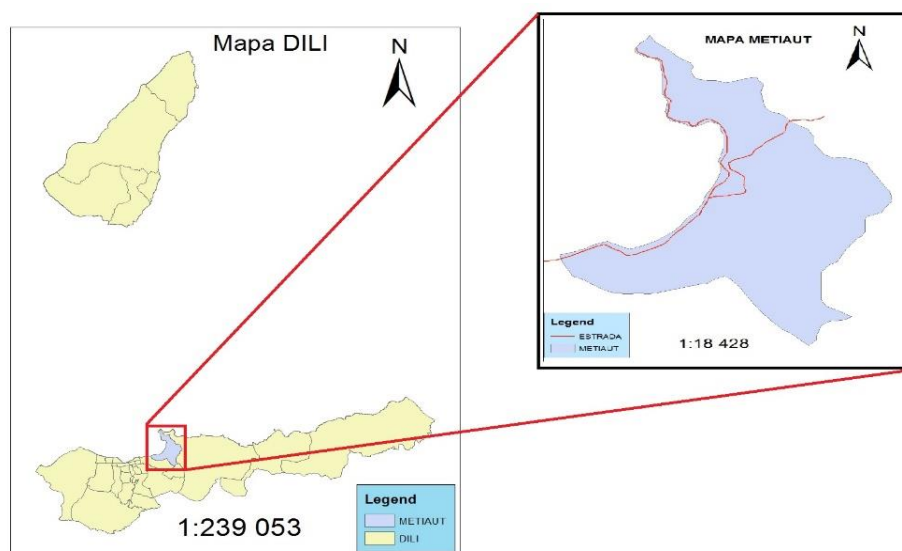 Mapa DILI
N
1:239 053
Legend
METIAUT
DILI
MAPA METIAUT
N
Legend
ESTRADA
METIAUT
1:18 428